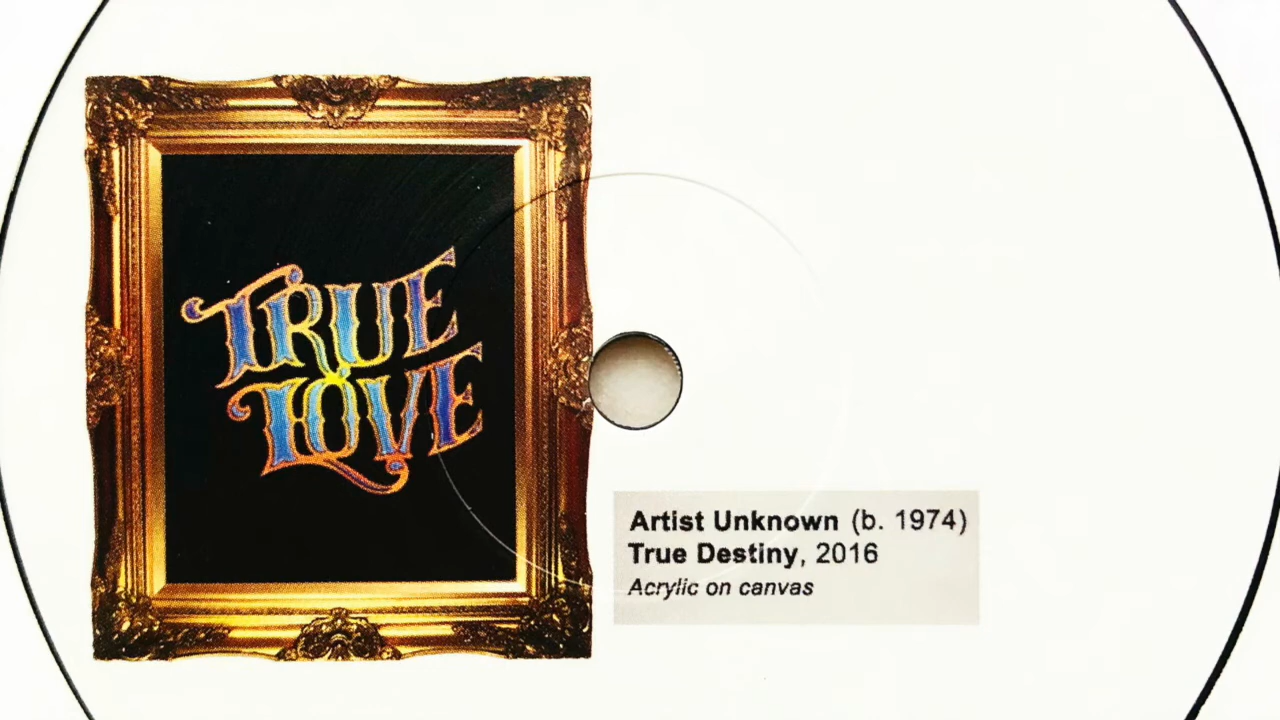 TRUE
LOVE
Artist Unknown (b. 1974)
True Destiny, 2016
Acrylic on canvas